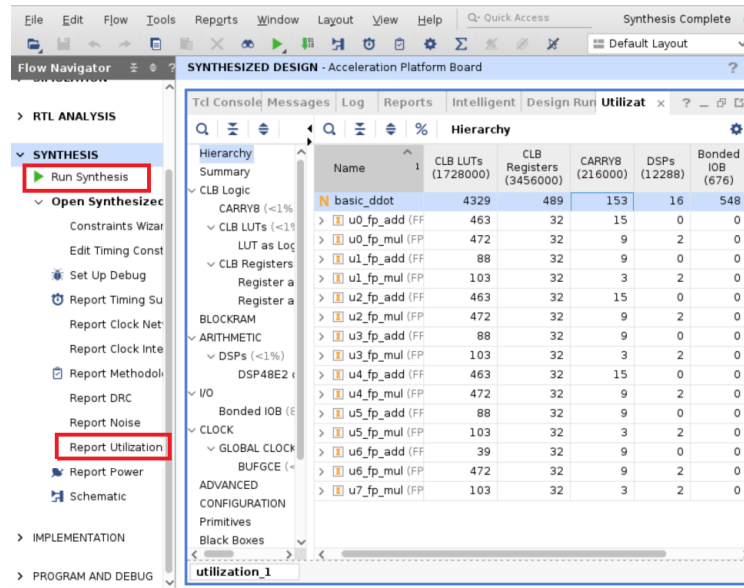 File Edit Flow Tools Reports Window Layout View Help Q- Quick Access Synthesis Complete
Default Layout
Flow Navigator ? SYNTHESIZED DESIGN - Acceleration Platform Board ?
RTL ANALYSIS
SYNTHESIS
Run Synthesis
Open Synthesized
Constraints Wizar
Edit Timing Const
Set Up Debug
Report Timing Su
Report Clock Net
Report Clock Inte
Report Methodol
Report DRC
Report Noise
Report Utilization
Report Power
Schematic
IMPLEMENTATION
PROGRAM AND DEBUG
Tcl Console Messages Log Reports Intelligent Design Run Utilizat x ?
% Hierarchy
Hierarchy
Summary
CLB Logic
CARRY8 (<1%
CLB LUTs (<1%
LUT as Log
CLB Registers
Register a
Register a
BLOCKRAM
ARITHMETIC
DSPs (<1%)
DSP48E2
I/O
Bonded IOB (8
CLOCK
GLOBAL CLOCK
BUFGCE (<
ADVANCED
CONFIGURATION
Primitives
Black Boxes
Name 1 CLB LUTs (1728000) CLB Registers (3456000) CARRY8 (216000) DSPs (12288) Bonded IOB (676)
N basic_ddot 4329 489 153 16 548
u0_fp_add (FF 463 32 15 0 0
u0_fp_mul (FP 472 32 9 2 0
u1_fp_add (FF 88 32 9 0 0
u1_fp_mul (FP 103 32 3 2 0
u2_fp_add (FF 463 32 15 0 0
u2_fp_mul (FP 472 32 9 2 0
u3_fp_add (FF 88 32 9 0 0
u3_fp_mul (FP 103 32 3 2 0
u4_fp_add (FF 463 32 15 0 0
u4_fp_mul (FP 472 32 9 2 0
u5_fp_add (FF 88 32 9 0 0
u5_fp_mul (FP 103 32 3 2 0
u6_fp_add (FF 39 32 9 0 0
u6_fp_mul (FP 472 32 9 2 0
u7_fp_mul (FP 103 32 3 2 0
utilization_1